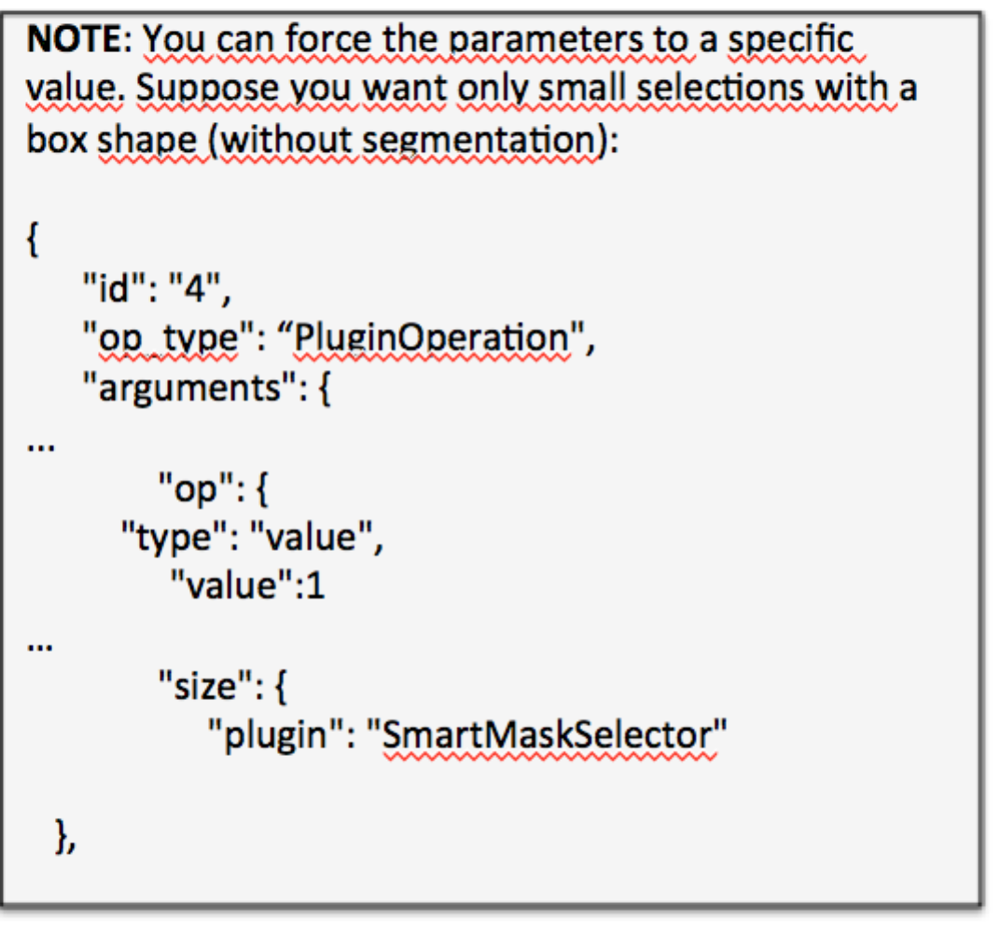 NOTE: You can force the parameters to a specific
value. Suppose you want only small selections with a
box shape (without segmentation):
{
"id": "4",
"op_type": “PluginOperation",
"arguments": {
...
"op": {
"type": "value",
"value":1
...
"size": {
"plugin": "SmartMaskSelector"
},